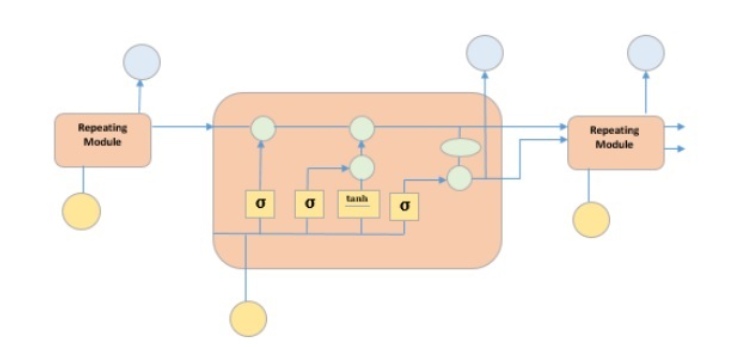 Repeating
Module
σ
σ
tanh
σ
Repeating
Module